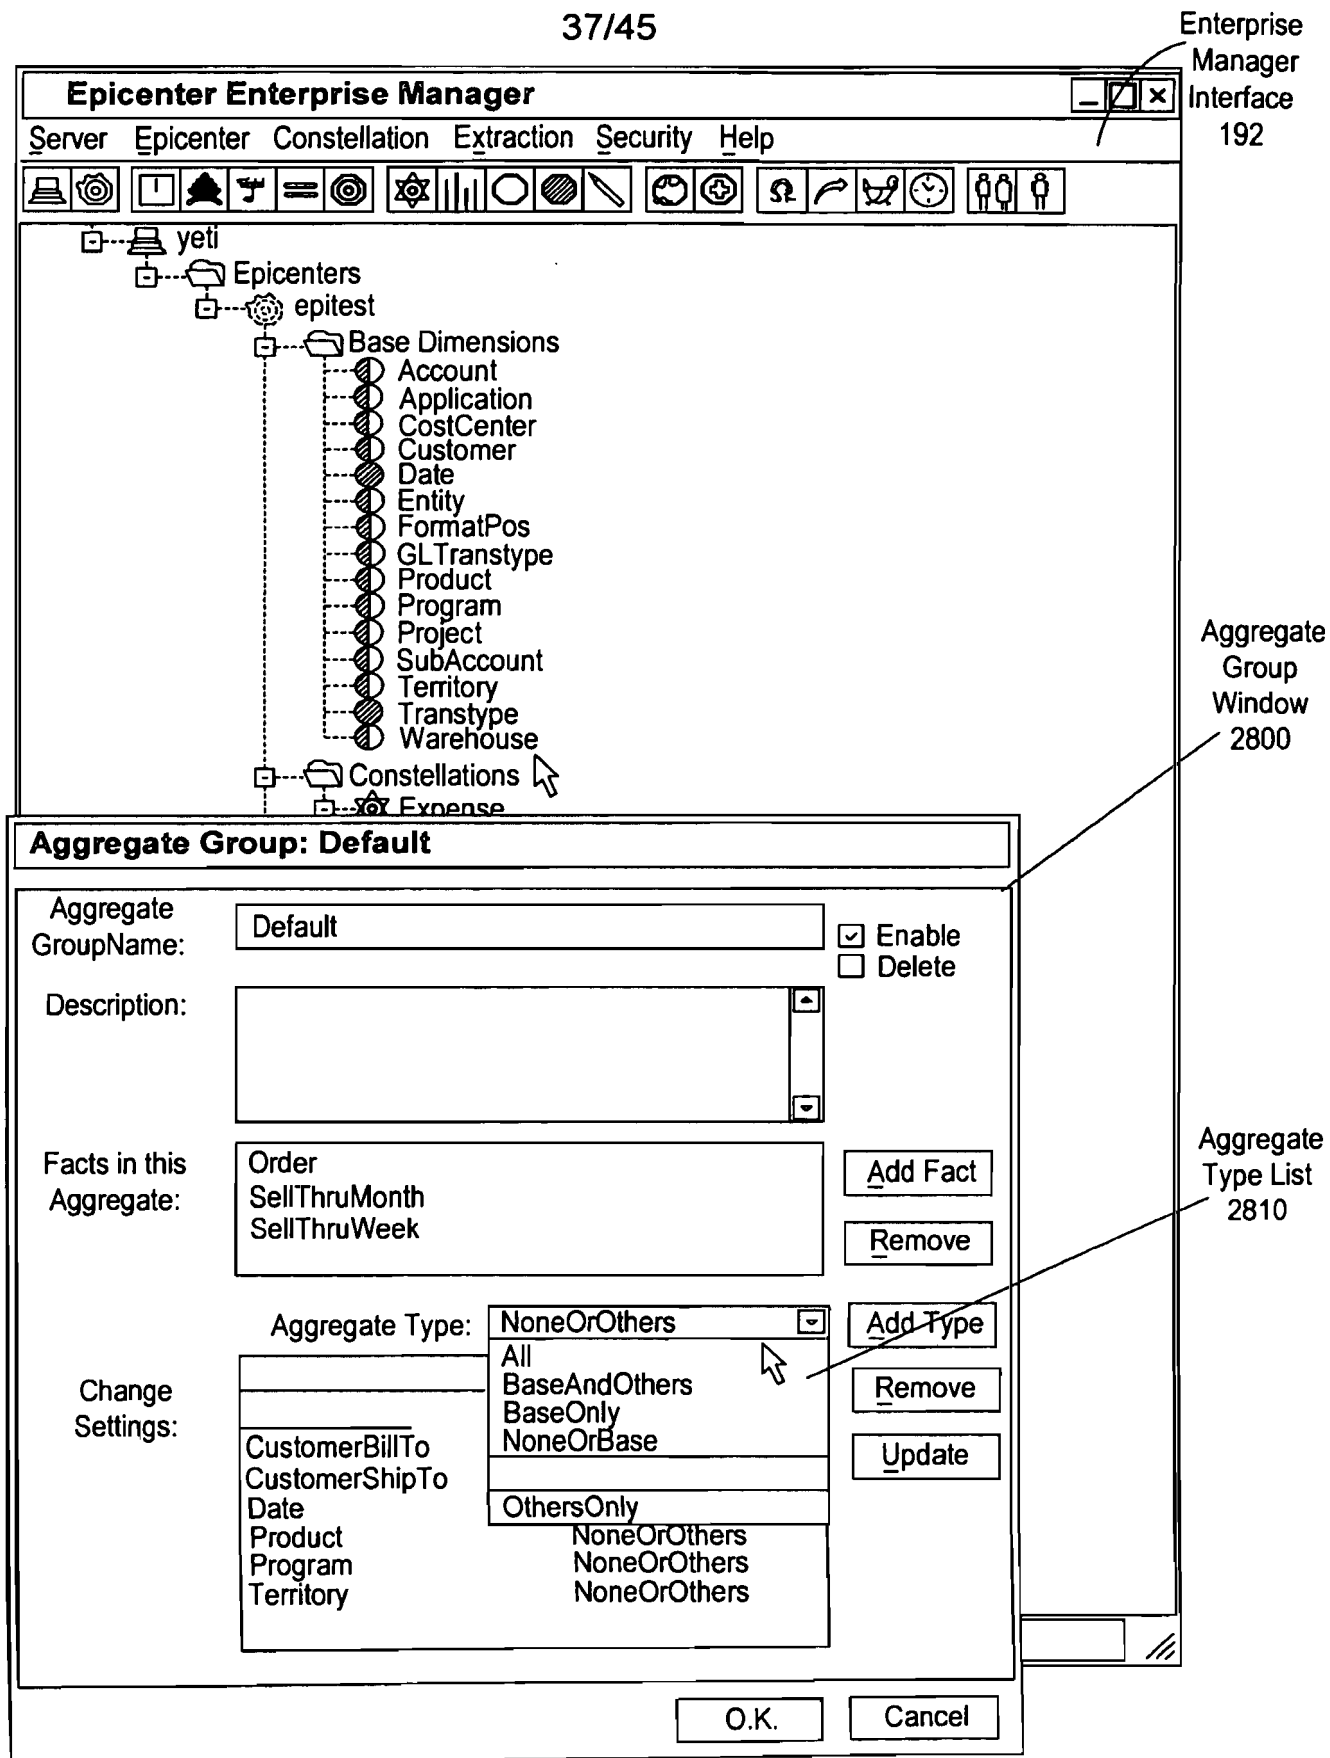 37/45
Enterprise
Manager
Interface
192
Epicenter Enterprise Manager
Server Epicenter Constellation Extraction Security Help
yeti
Epicenters
epitest
Base Dimensions
Account
Application
CostCenter
Customer
Date
Entity
FormatPos
GLTranstype
Product
Program
Project
SubAccount
Territory
Transtype
Warehouse
Constellations
Expense
Aggregate
Group
Window
2800
Aggregate Group: Default
Aggregate
GroupName:
Default
Enable
Delete
Description:
Facts in this
Aggregate:
Order
SellThruMonth
SellThruWeek
Add Fact
Remove
Aggregate
Type List
2810
Aggregate Type:
NoneOrOthers
All
BaseAndOthers
BaseOnly
NoneOrBase
OthersOnly
Add Type
Remove
Update
Change
Settings:
CustomerBillTo
CustomerShipTo
Date
Product NoneOrOthers
Program NoneOrOthers
Territory NoneOrOthers
O.K.
Cancel